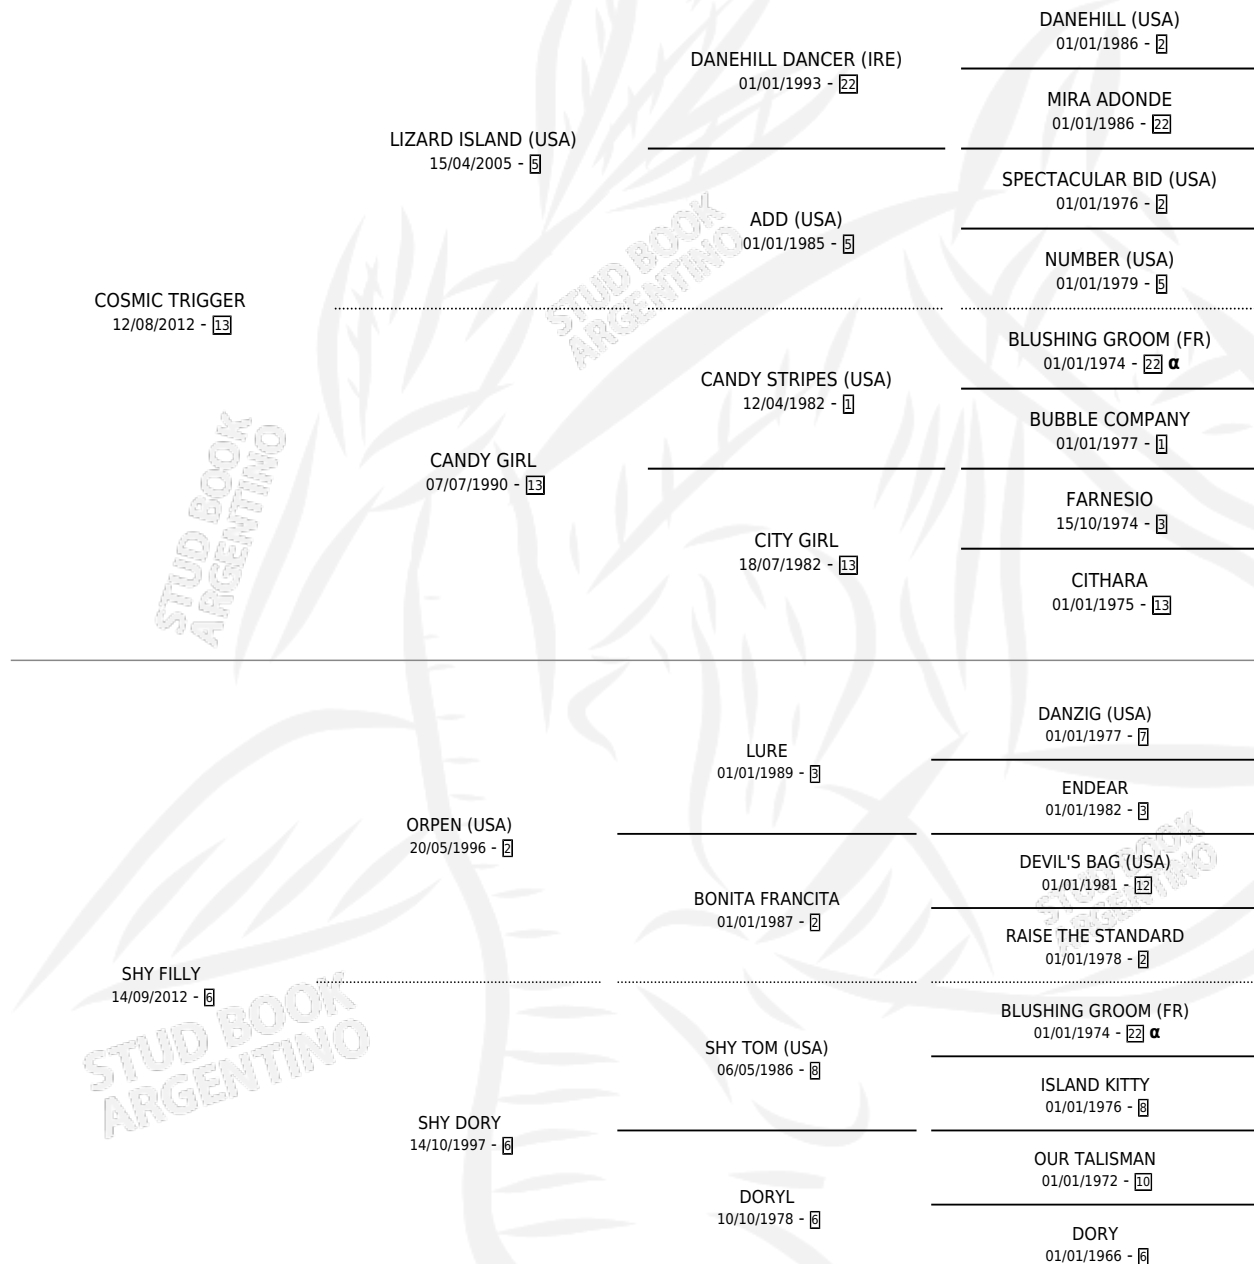 DANEHILL (USA)
01/01/1986 - 2
DANEHILL DANCER (IRE)
01/01/1993 - 22
MIRA ADONDE
01/01/1986 - 22
LIZARD ISLAND (USA)
15/04/2005 - 5
SPECTACULAR BID (USA)
01/01/1976 - 2
ADD (USA)
01/01/1985 - 5
NUMBER (USA)
01/01/1979 - 5
COSMIC TRIGGER
12/08/2012 - 13
BLUSHING GROOM (FR)
01/01/1974 - 22 α
CANDY STRIPES (USA)
12/04/1982 - 1
BUBBLE COMPANY
01/01/1977 - 1
CANDY GIRL
07/07/1990 - 13
FARNESIO
15/10/1974 - 3
CITY GIRL
18/07/1982 - 13
CITHARA
01/01/1975 - 13
STUD BOOK
ARGENTINO
STUD BOOK
ARGENTINO
DANZIG (USA)
01/01/1977 - 7
LURE
01/01/1989 - 3
ENDEAR
01/01/1982 - 3
ORPEN (USA)
20/05/1996 - 2
DEVIL'S BAG (USA)
01/01/1981 - 12
BONITA FRANCITA
01/01/1987 - 2
RAISE THE STANDARD
01/01/1978 - 2
STUD BOOK
ARGENTINO
SHY FILLY
14/09/2012 - 6
BLUSHING GROOM (FR)
01/01/1974 - 22 α
SHY TOM (USA)
06/05/1986 - 8
ISLAND KITTY
01/01/1976 - 8
SHY DORY
14/10/1997 - 6
OUR TALISMAN
01/01/1972 - 10
DORYL
10/10/1978 - 6
DORY
01/01/1966 - 6
STUD BOOK
ARGENTINO